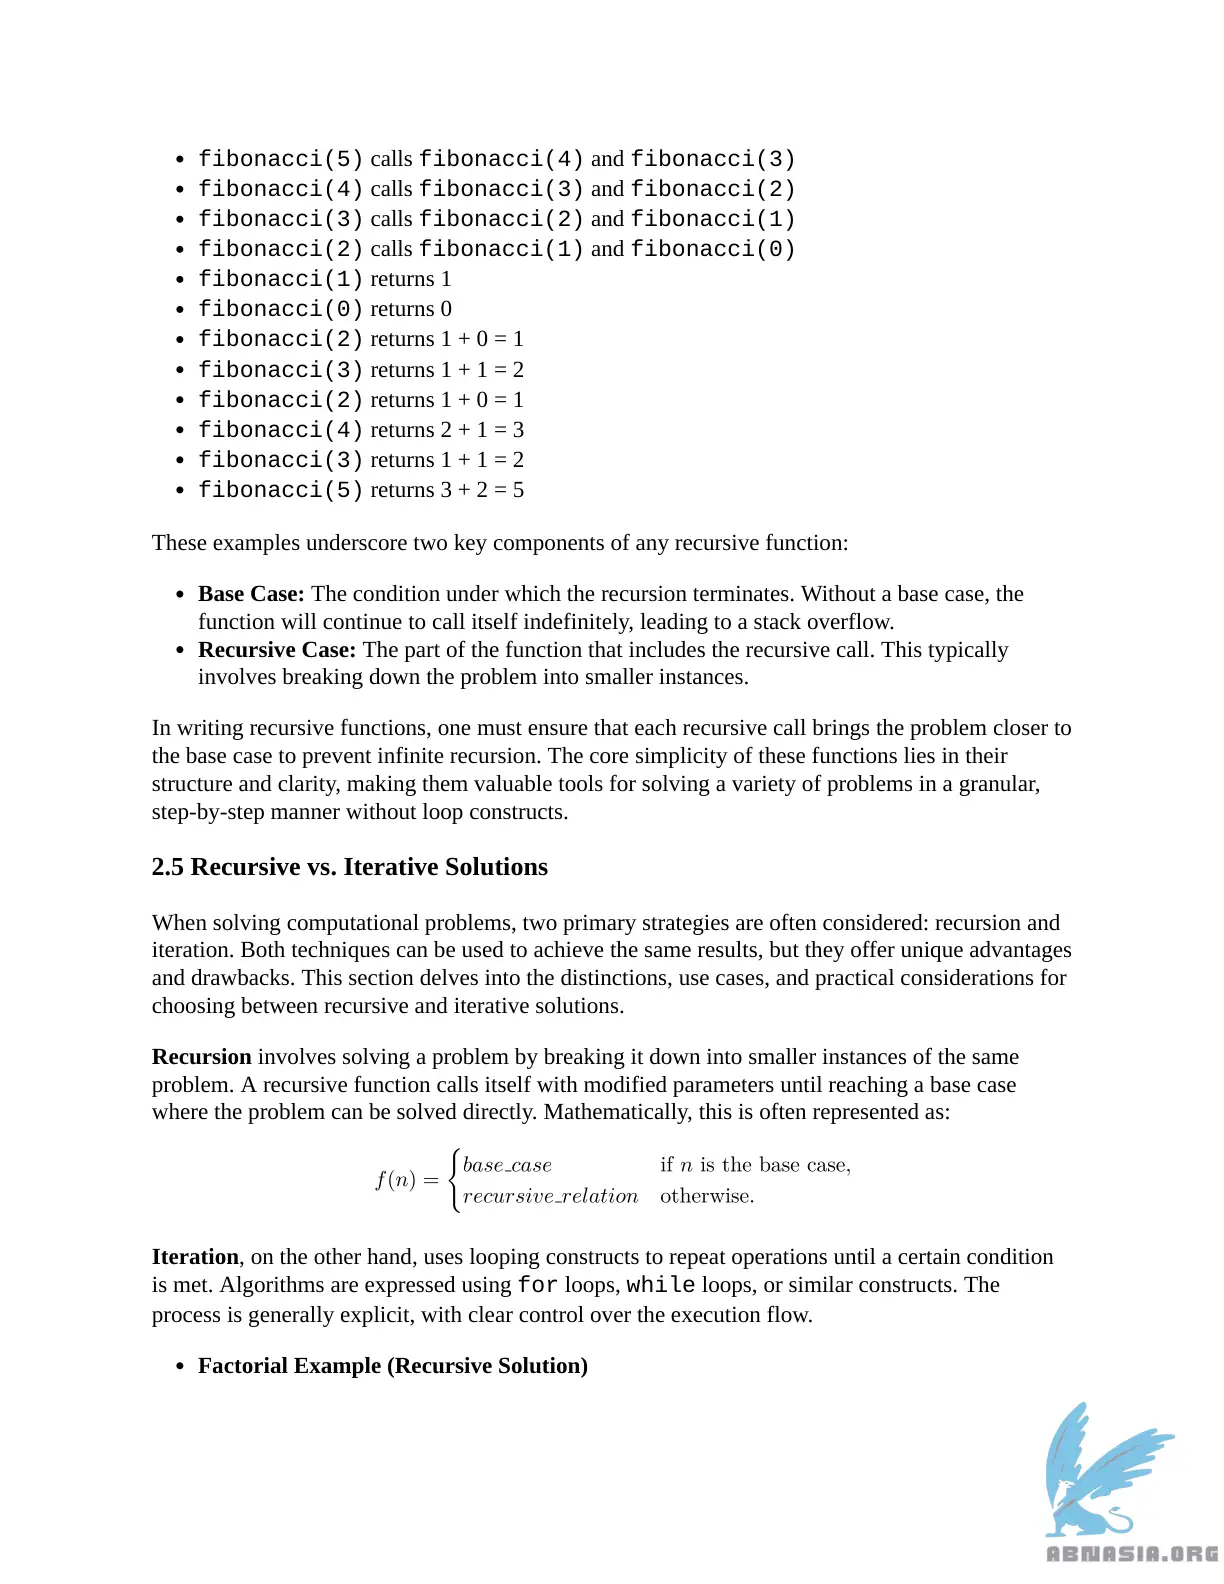 • fibonacci(5) calls fibonacci(4) and fibonacci(3)
• fibonacci(4) calls fibonacci(3) and fibonacci(2)
• fibonacci(3) calls fibonacci(2) and fibonacci(1)
• fibonacci(2) calls fibonacci(1) and fibonacci(0)
• fibonacci(1) returns 1
• fibonacci(0) returns 0
• fibonacci(2) returns 1 + 0 = 1
• fibonacci(3) returns 1 + 1 = 2
• fibonacci(2) returns 1 + 0 = 1
• fibonacci(4) returns 2 + 1 = 3
• fibonacci(3) returns 1 + 1 = 2
• fibonacci(5) returns 3 + 2 = 5
These examples underscore two key components of any recursive function:
• Base Case: The condition under which the recursion terminates. Without a base case, the
function will continue to call itself indefinitely, leading to a stack overflow.
• Recursive Case: The part of the function that includes the recursive call. This typically
involves breaking down the problem into smaller instances.
In writing recursive functions, one must ensure that each recursive call brings the problem closer to
the base case to prevent infinite recursion. The core simplicity of these functions lies in their
structure and clarity, making them valuable tools for solving a variety of problems in a granular,
step-by-step manner without loop constructs.
2.5 Recursive vs. Iterative Solutions
When solving computational problems, two primary strategies are often considered: recursion and
iteration. Both techniques can be used to achieve the same results, but they offer unique advantages
and drawbacks. This section delves into the distinctions, use cases, and practical considerations for
choosing between recursive and iterative solutions.
Recursion involves solving a problem by breaking it down into smaller instances of the same
problem. A recursive function calls itself with modified parameters until reaching a base case
where the problem can be solved directly. Mathematically, this is often represented as:
f(n) = { base_case if n is the base case,
recursive_relation otherwise.
Iteration, on the other hand, uses looping constructs to repeat operations until a certain condition
is met. Algorithms are expressed using for loops, while loops, or similar constructs. The
process is generally explicit, with clear control over the execution flow.
• Factorial Example (Recursive Solution)
ABNASIA.ORG